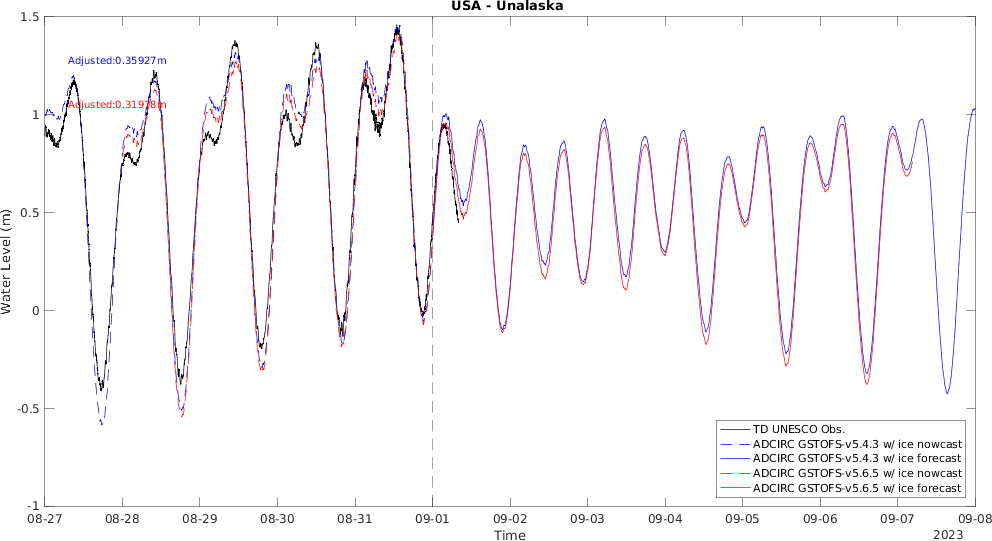 USA - Unalaska
1.5
1
0.5
0
-0.5
-1
Water Level (m)
Adjusted:0.35927m
Adjusted:0.31978m
TD UNESCO Obs.
ADCIRC GSTOFS-v5.4.3 w/ ice nowcast
ADCIRC GSTOFS-v5.4.3 w/ ice forecast
ADCIRC GSTOFS-v5.6.5 w/ ice nowcast
ADCIRC GSTOFS-v5.6.5 w/ ice forecast
08-27 08-28 08-29 08-30 08-31 09-01 09-02 09-03 09-04 09-05 09-06 09-07 09-08
Time
2023